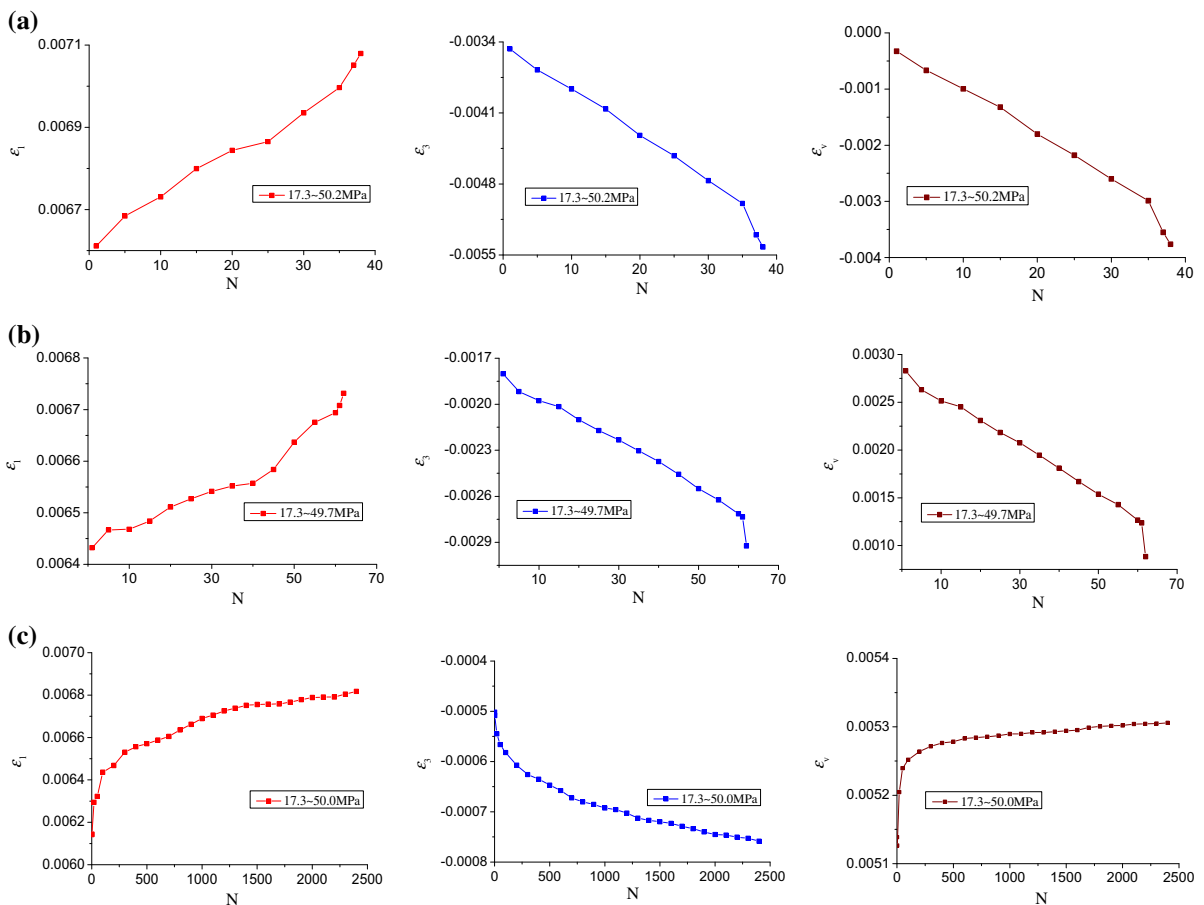 (a)
0.0071
0.0069
0.0067
ε1
0
10
20
30
40
N
17.3~50.2MPa
-0.0034
-0.0041
-0.0048
-0.0055
ε3
0
10
20
30
40
N
17.3~50.2MPa
0.000
-0.001
-0.002
-0.003
-0.004
εv
0
10
20
30
40
N
17.3~50.2MPa
(b)
0.0068
0.0067
0.0066
0.0065
0.0064
ε1
10
30
50
70
N
17.3~49.7MPa
-0.0017
-0.0020
-0.0023
-0.0026
-0.0029
ε3
10
30
50
70
N
17.3~49.7MPa
0.0030
0.0025
0.0020
0.0015
0.0010
εv
10
30
50
70
N
17.3~49.7MPa
(c)
0.0070
0.0068
0.0066
0.0064
0.0062
0.0060
ε1
0
500
1000
1500
2000
2500
N
17.3~50.0MPa
-0.0004
-0.0005
-0.0006
-0.0007
-0.0008
ε3
0
500
1000
1500
2000
2500
N
17.3~50.0MPa
0.0054
0.0053
0.0052
0.0051
εv
0
500
1000
1500
2000
2500
N
17.3~50.0MPa